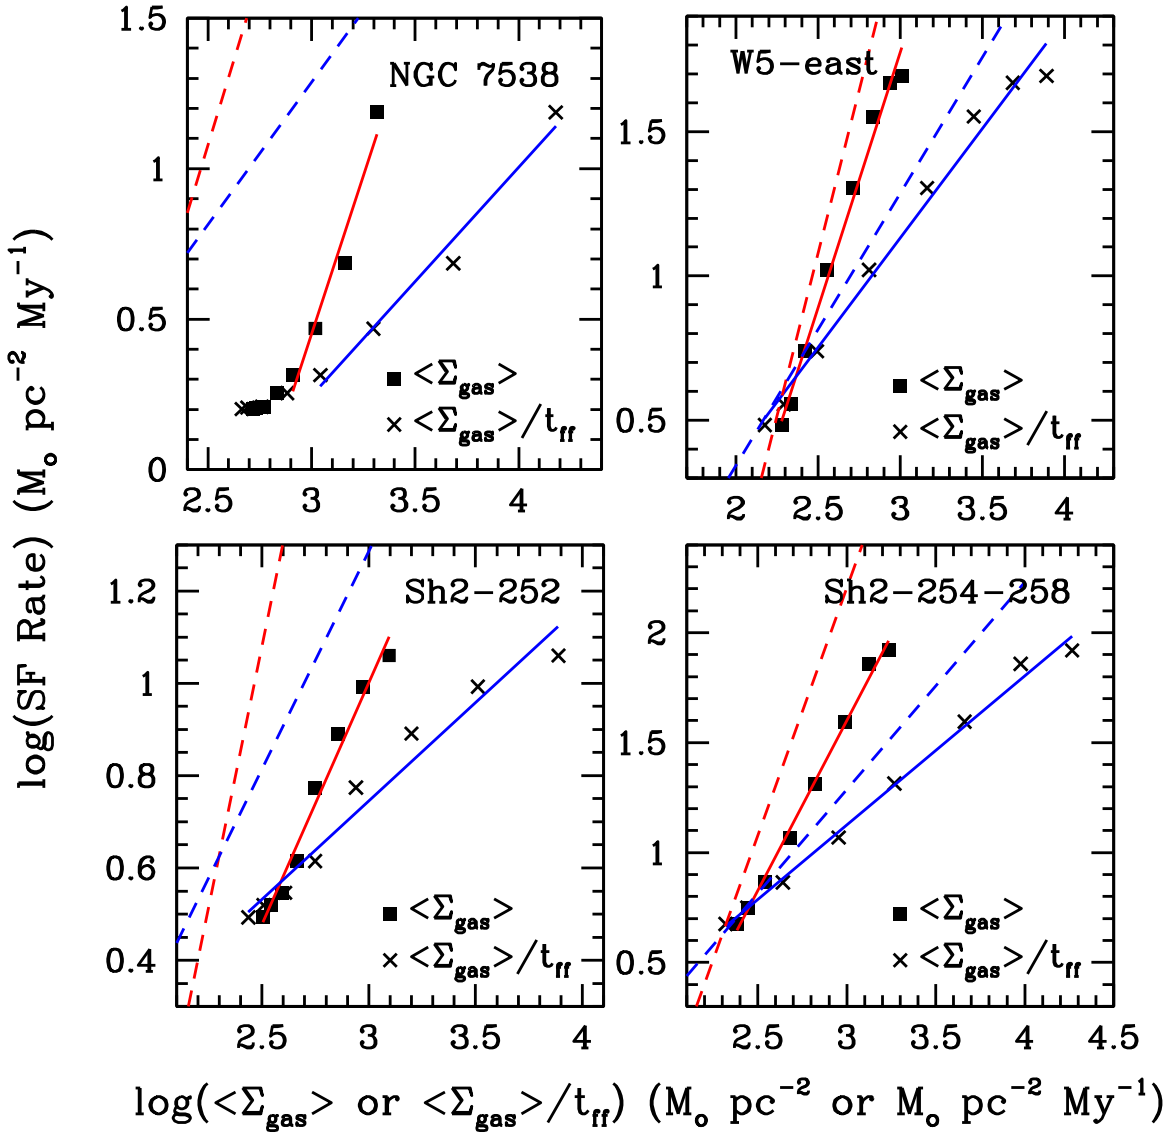 NGC 7538
1.5
1
0.5
0
2.5 3 3.5 4
<Σgas>
<Σgas>/tff
W5-east
1.5
1
0.5
2 2.5 3 3.5 4
<Σgas>
<Σgas>/tff
Sh2-252
1.2
1
0.8
0.6
0.4
2.5 3 3.5 4
<Σgas>
<Σgas>/tff
Sh2-254-258
2
1.5
1
0.5
2.5 3 3.5 4 4.5
<Σgas>
<Σgas>/tff
log(SF Rate) (M₀ pc⁻² My⁻¹)
log(<Σgas> or <Σgas>/tff) (M₀ pc⁻² or M₀ pc⁻² My⁻¹)